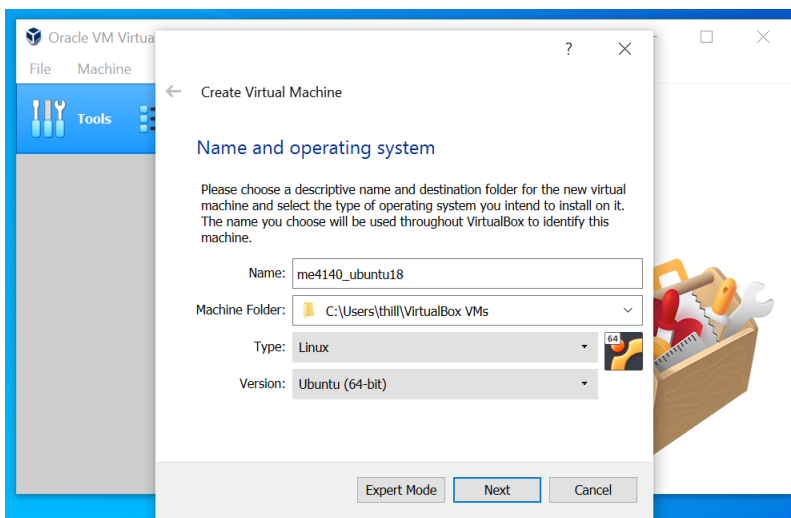 Oracle VM Virtua
File Machine
Tools
?
Create Virtual Machine
Name and operating system
Please choose a descriptive name and destination folder for the new virtual
machine and select the type of operating system you intend to install on it.
The name you choose will be used throughout VirtualBox to identify this
machine.
Name: me4140_ubuntu18
Machine Folder: C:\Users\thill\VirtualBox VMs
Type: Linux
64
Version: Ubuntu (64-bit)
Expert Mode Next Cancel